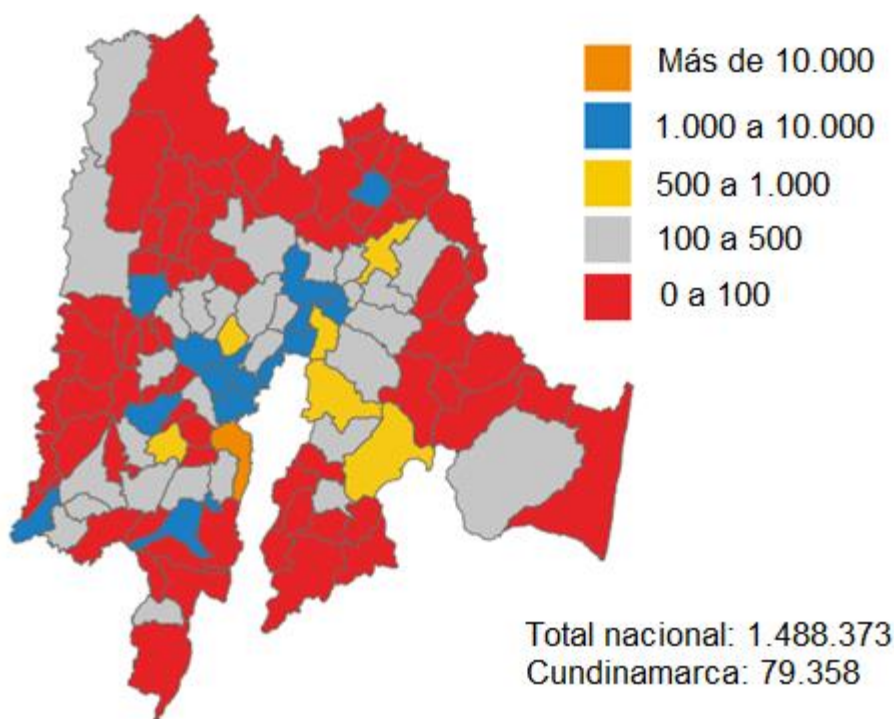 Más de 10.000
1.000 a 10.000
500 a 1.000
100 a 500
0 a 100
Total nacional: 1.488.373
Cundinamarca: 79.358